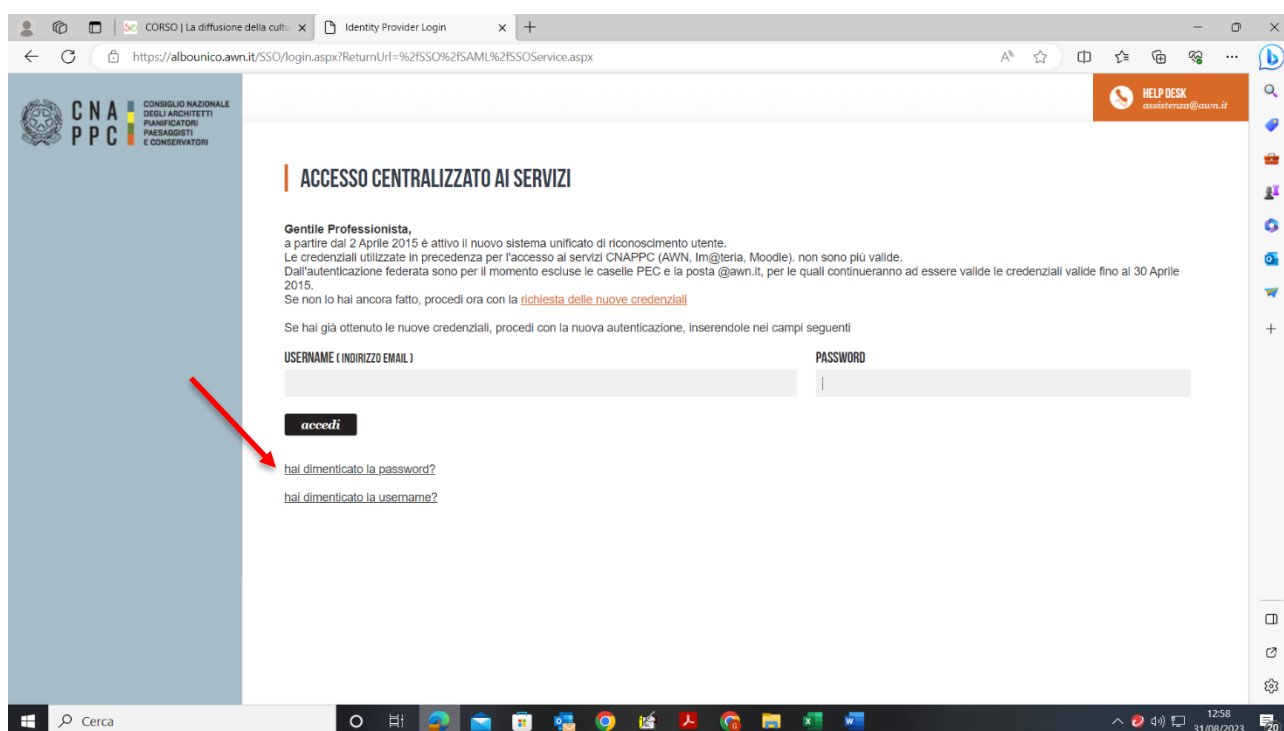 CORSO | La diffusione della cultu
Identity Provider Login
https://albounico.awn.it/SSO/login.aspx?ReturnUrl=%2fSSO%2fSAML%2fSSOService.aspx
CNA
PPC
CONSIGLIO NAZIONALE
DEGLI ARCHITETTI
PIANIFICATORI
PAESAGGISTI
E CONSERVATORI
HELP DESK
assistenza@awn.it
ACCESSO CENTRALIZZATO AI SERVIZI
Gentile Professionista,
a partire dal 2 Aprile 2015 è attivo il nuovo sistema unificato di riconoscimento utente.
Le credenziali utilizzate in precedenza per l'accesso ai servizi CNAPPC (AWN, Im@teria, Moodle). non sono più valide.
Dall'autenticazione federata sono per il momento escluse le caselle PEC e la posta @awn.it, per le quali continueranno ad essere valide le credenziali valide fino al 30 Aprile
2015.
Se non lo hai ancora fatto, procedi ora con la richiesta delle nuove credenziali
Se hai già ottenuto le nuove credenziali, procedi con la nuova autenticazione, inserendole nei campi seguenti
USERNAME ( INDIRIZZO EMAIL )
PASSWORD
accedi
hai dimenticato la password?
hai dimenticato la username?
Cerca
12:58
31/08/2023
20